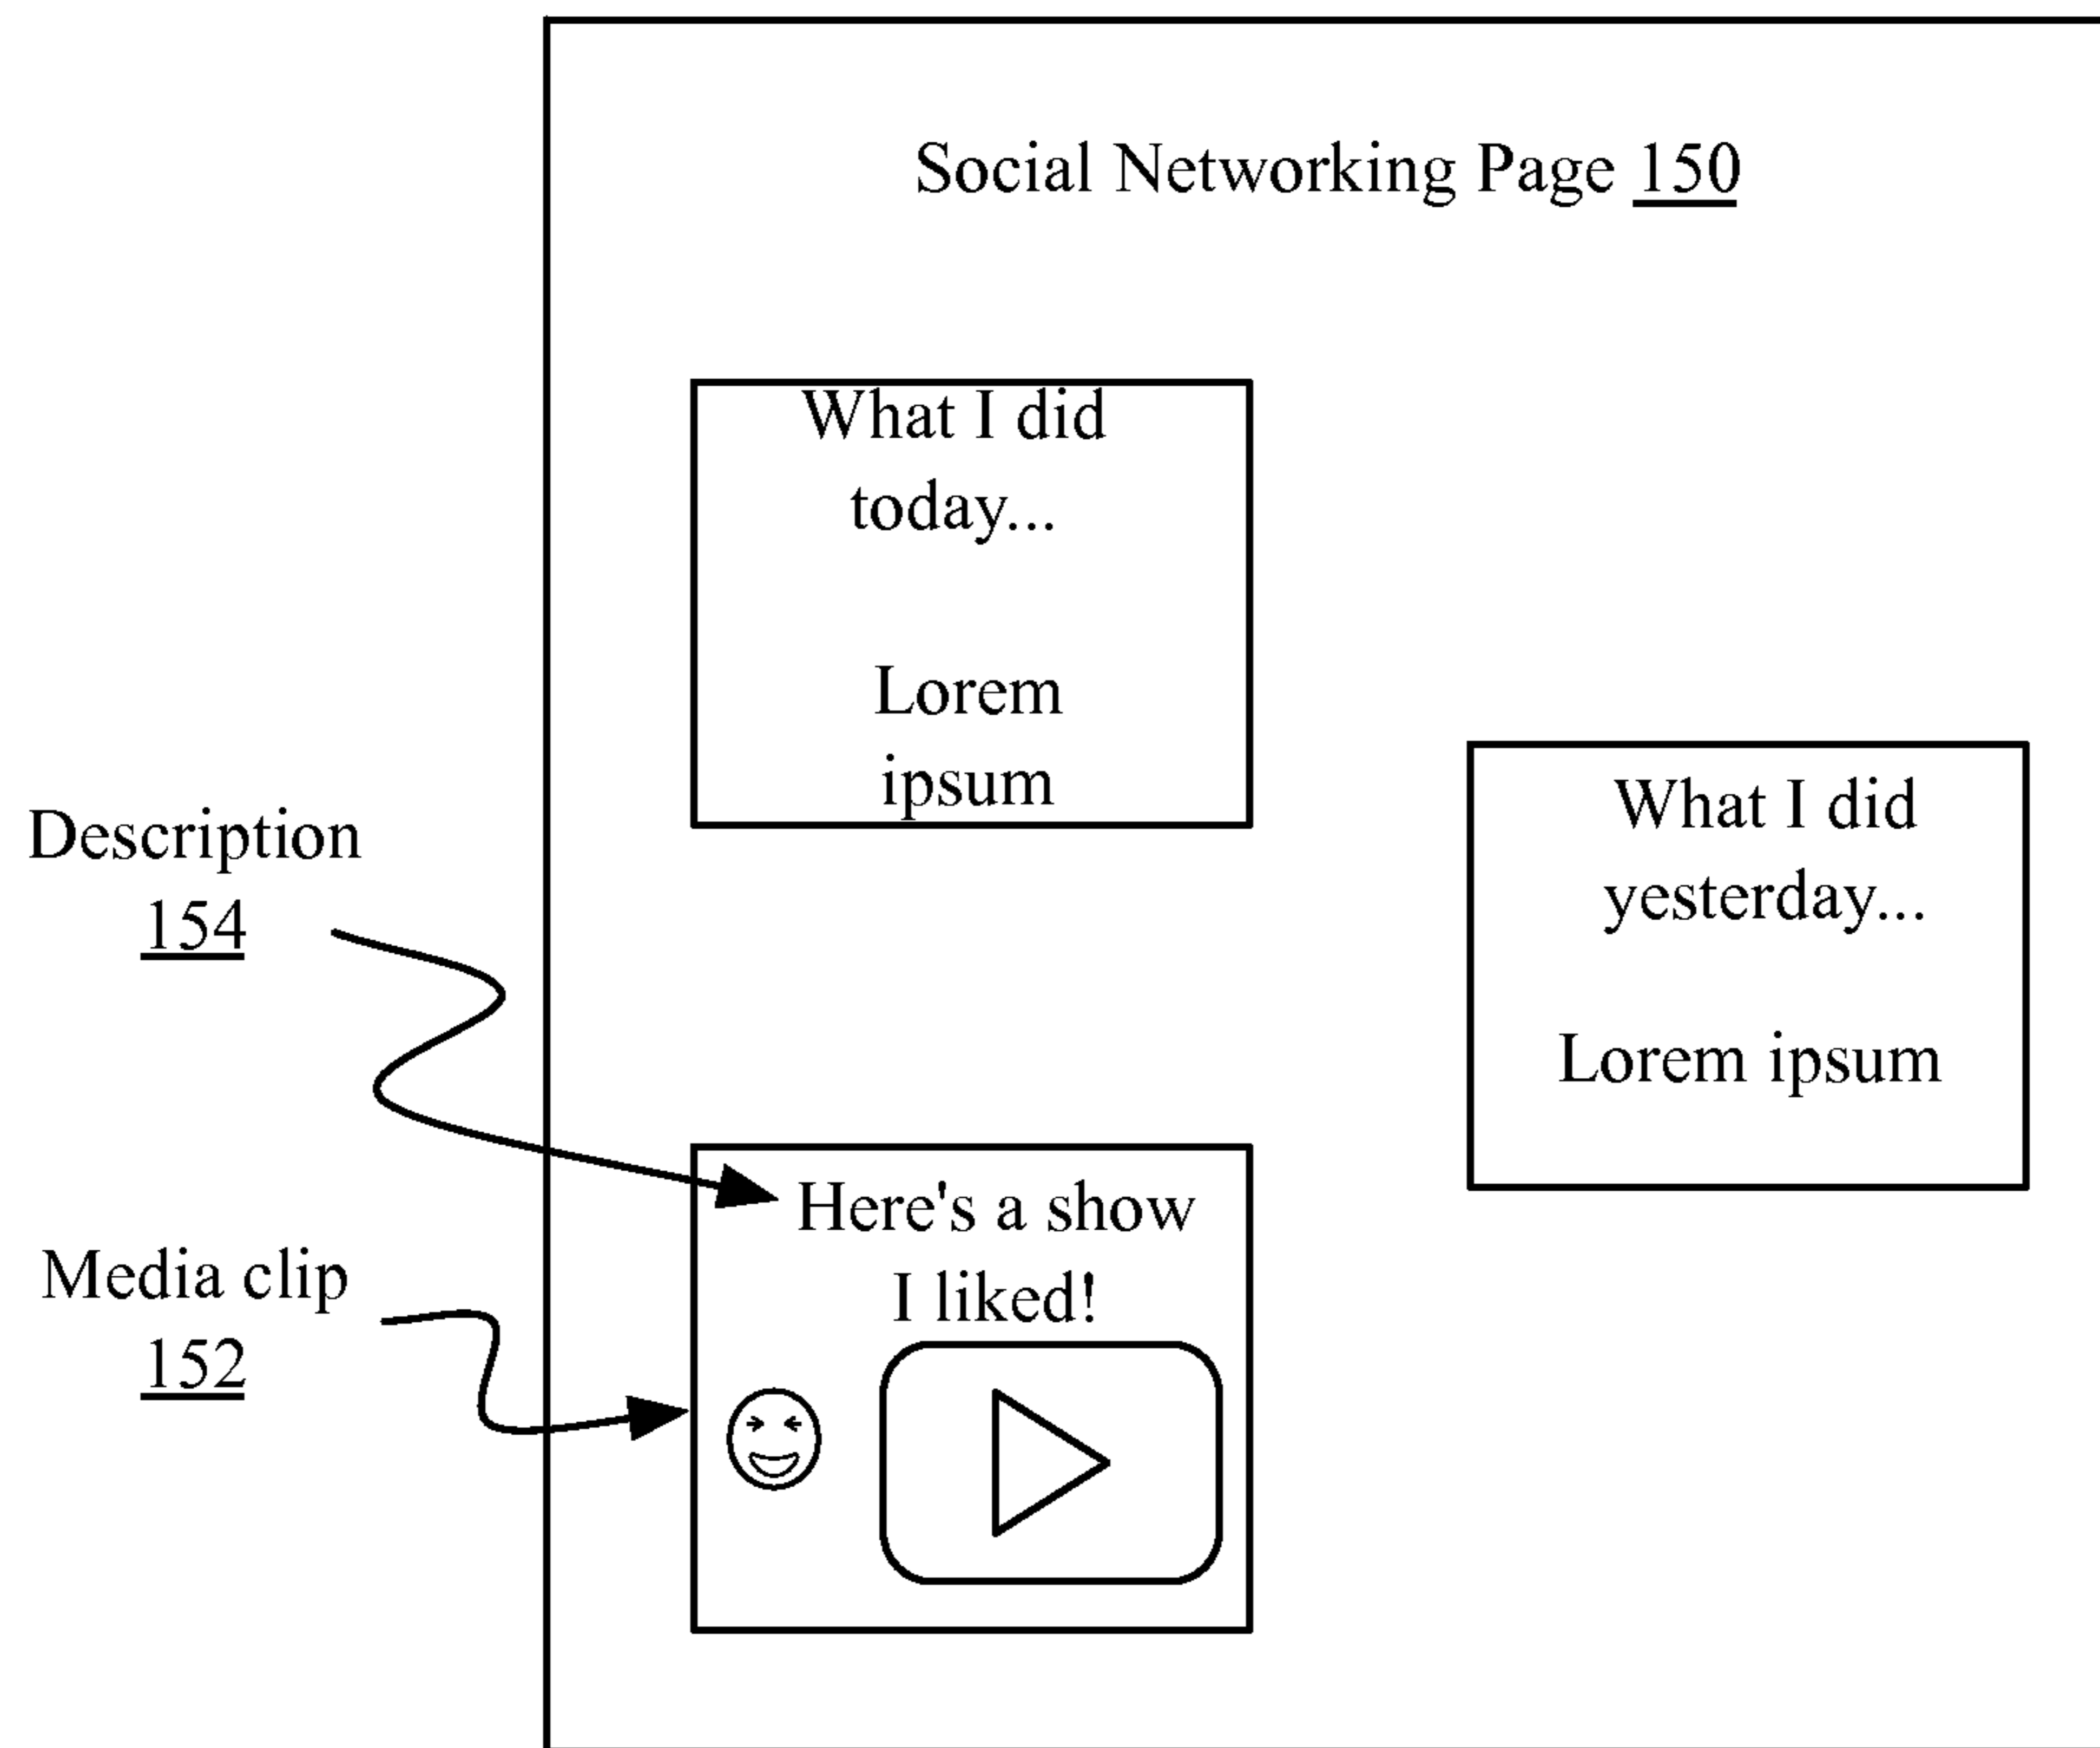 Social Networking Page 150
What I did
today...
Lorem
ipsum
What I did
yesterday...
Lorem ipsum
Description
154
Here's a show
I liked!
Media clip
152